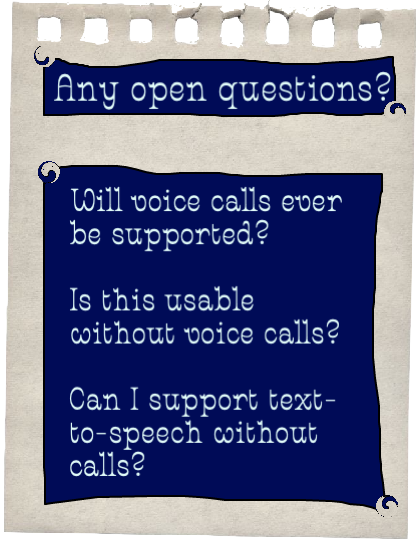 Any open questions?
Will voice calls ever
be supported?
Is this usable
without voice calls?
Can I support text-
to-speech without
calls?